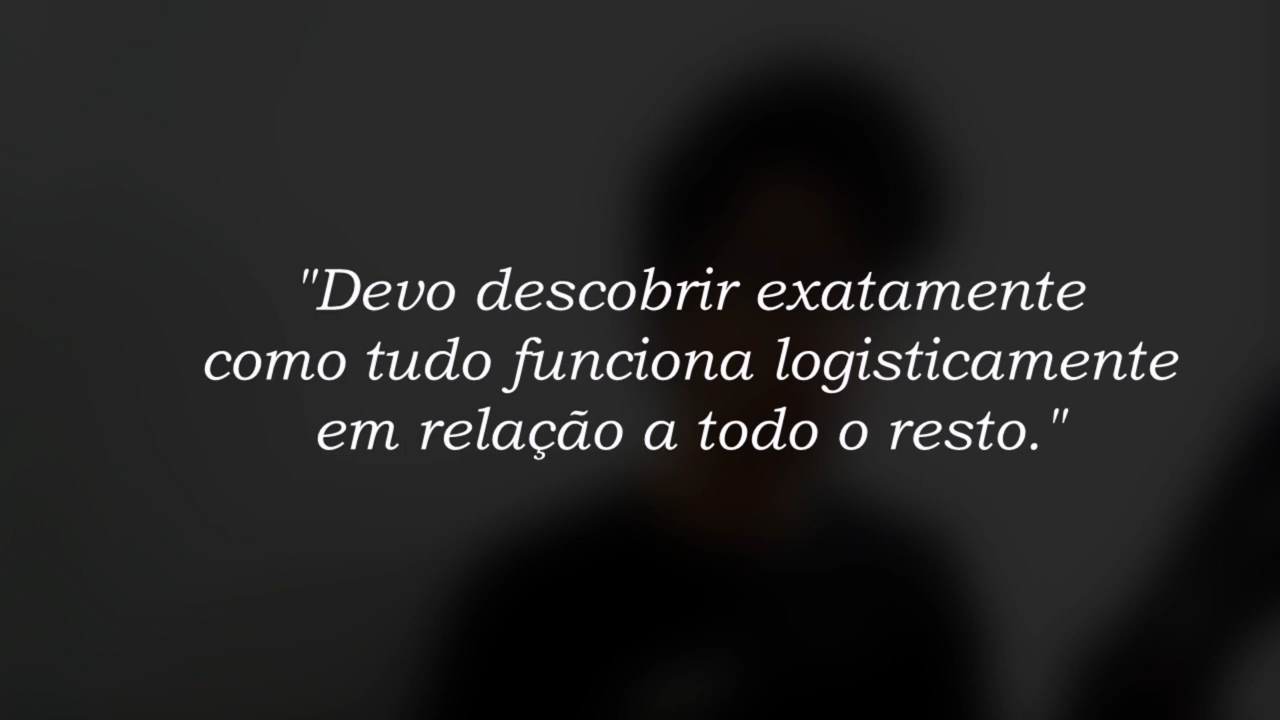 "Devo descobrir exatamente
como tudo funciona logisticamente
em relação a todo o resto."